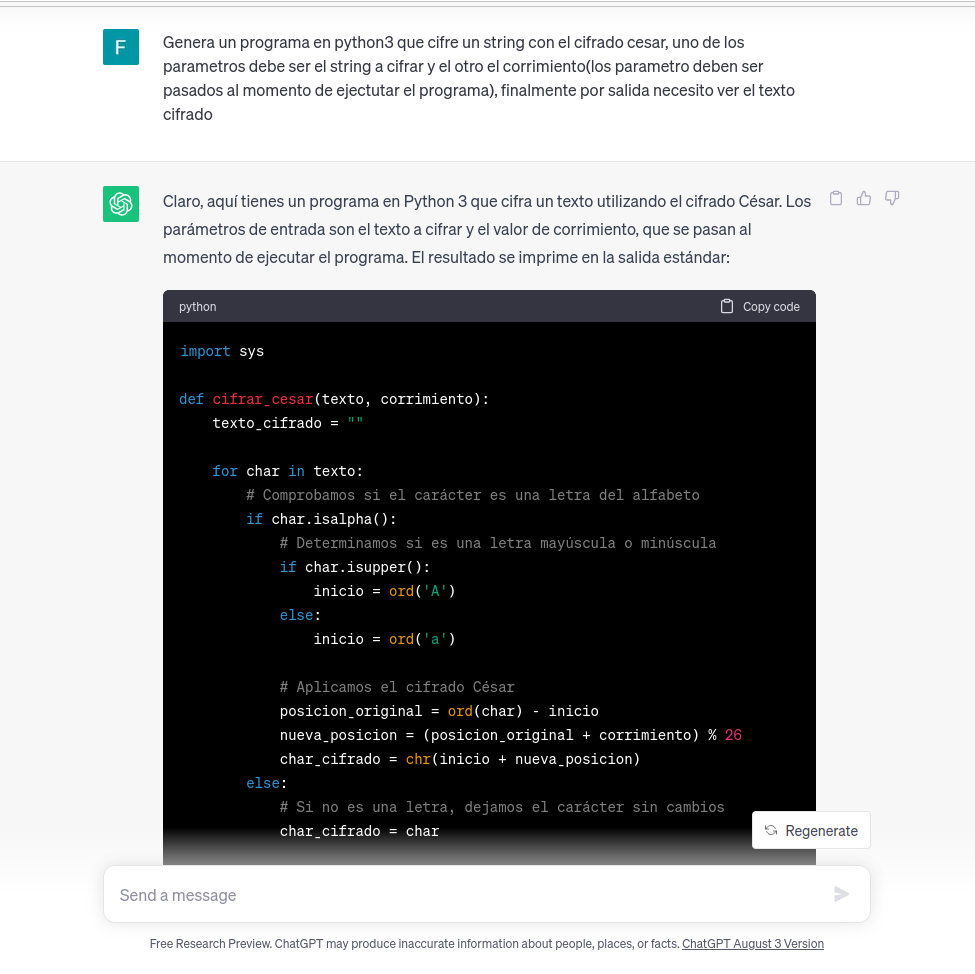 F
Genera un programa en python3 que cifre un string con el cifrado cesar, uno de los
parametros debe ser el string a cifrar y el otro el corrimiento(los parametro deben ser
pasados al momento de ejectutar el programa), finalmente por salida necesito ver el texto
cifrado
Claro, aquí tienes un programa en Python 3 que cifra un texto utilizando el cifrado César. Los
parámetros de entrada son el texto a cifrar y el valor de corrimiento, que se pasan al
momento de ejecutar el programa. El resultado se imprime en la salida estándar:
python
Copy code
import sys
def cifrar_cesar(texto, corrimiento):
    texto_cifrado = ""
    for char in texto:
        # Comprobamos si el carácter es una letra del alfabeto
        if char.isalpha():
            # Determinamos si es una letra mayúscula o minúscula
            if char.isupper():
                inicio = ord('A')
            else:
                inicio = ord('a')
            # Aplicamos el cifrado César
            posicion_original = ord(char) - inicio
            nueva_posicion = (posicion_original + corrimiento) % 26
            char_cifrado = chr(inicio + nueva_posicion)
        else:
            # Si no es una letra, dejamos el carácter sin cambios
            char_cifrado = char
Regenerate
Send a message
Free Research Preview. ChatGPT may produce inaccurate information about people, places, or facts. ChatGPT August 3 Version